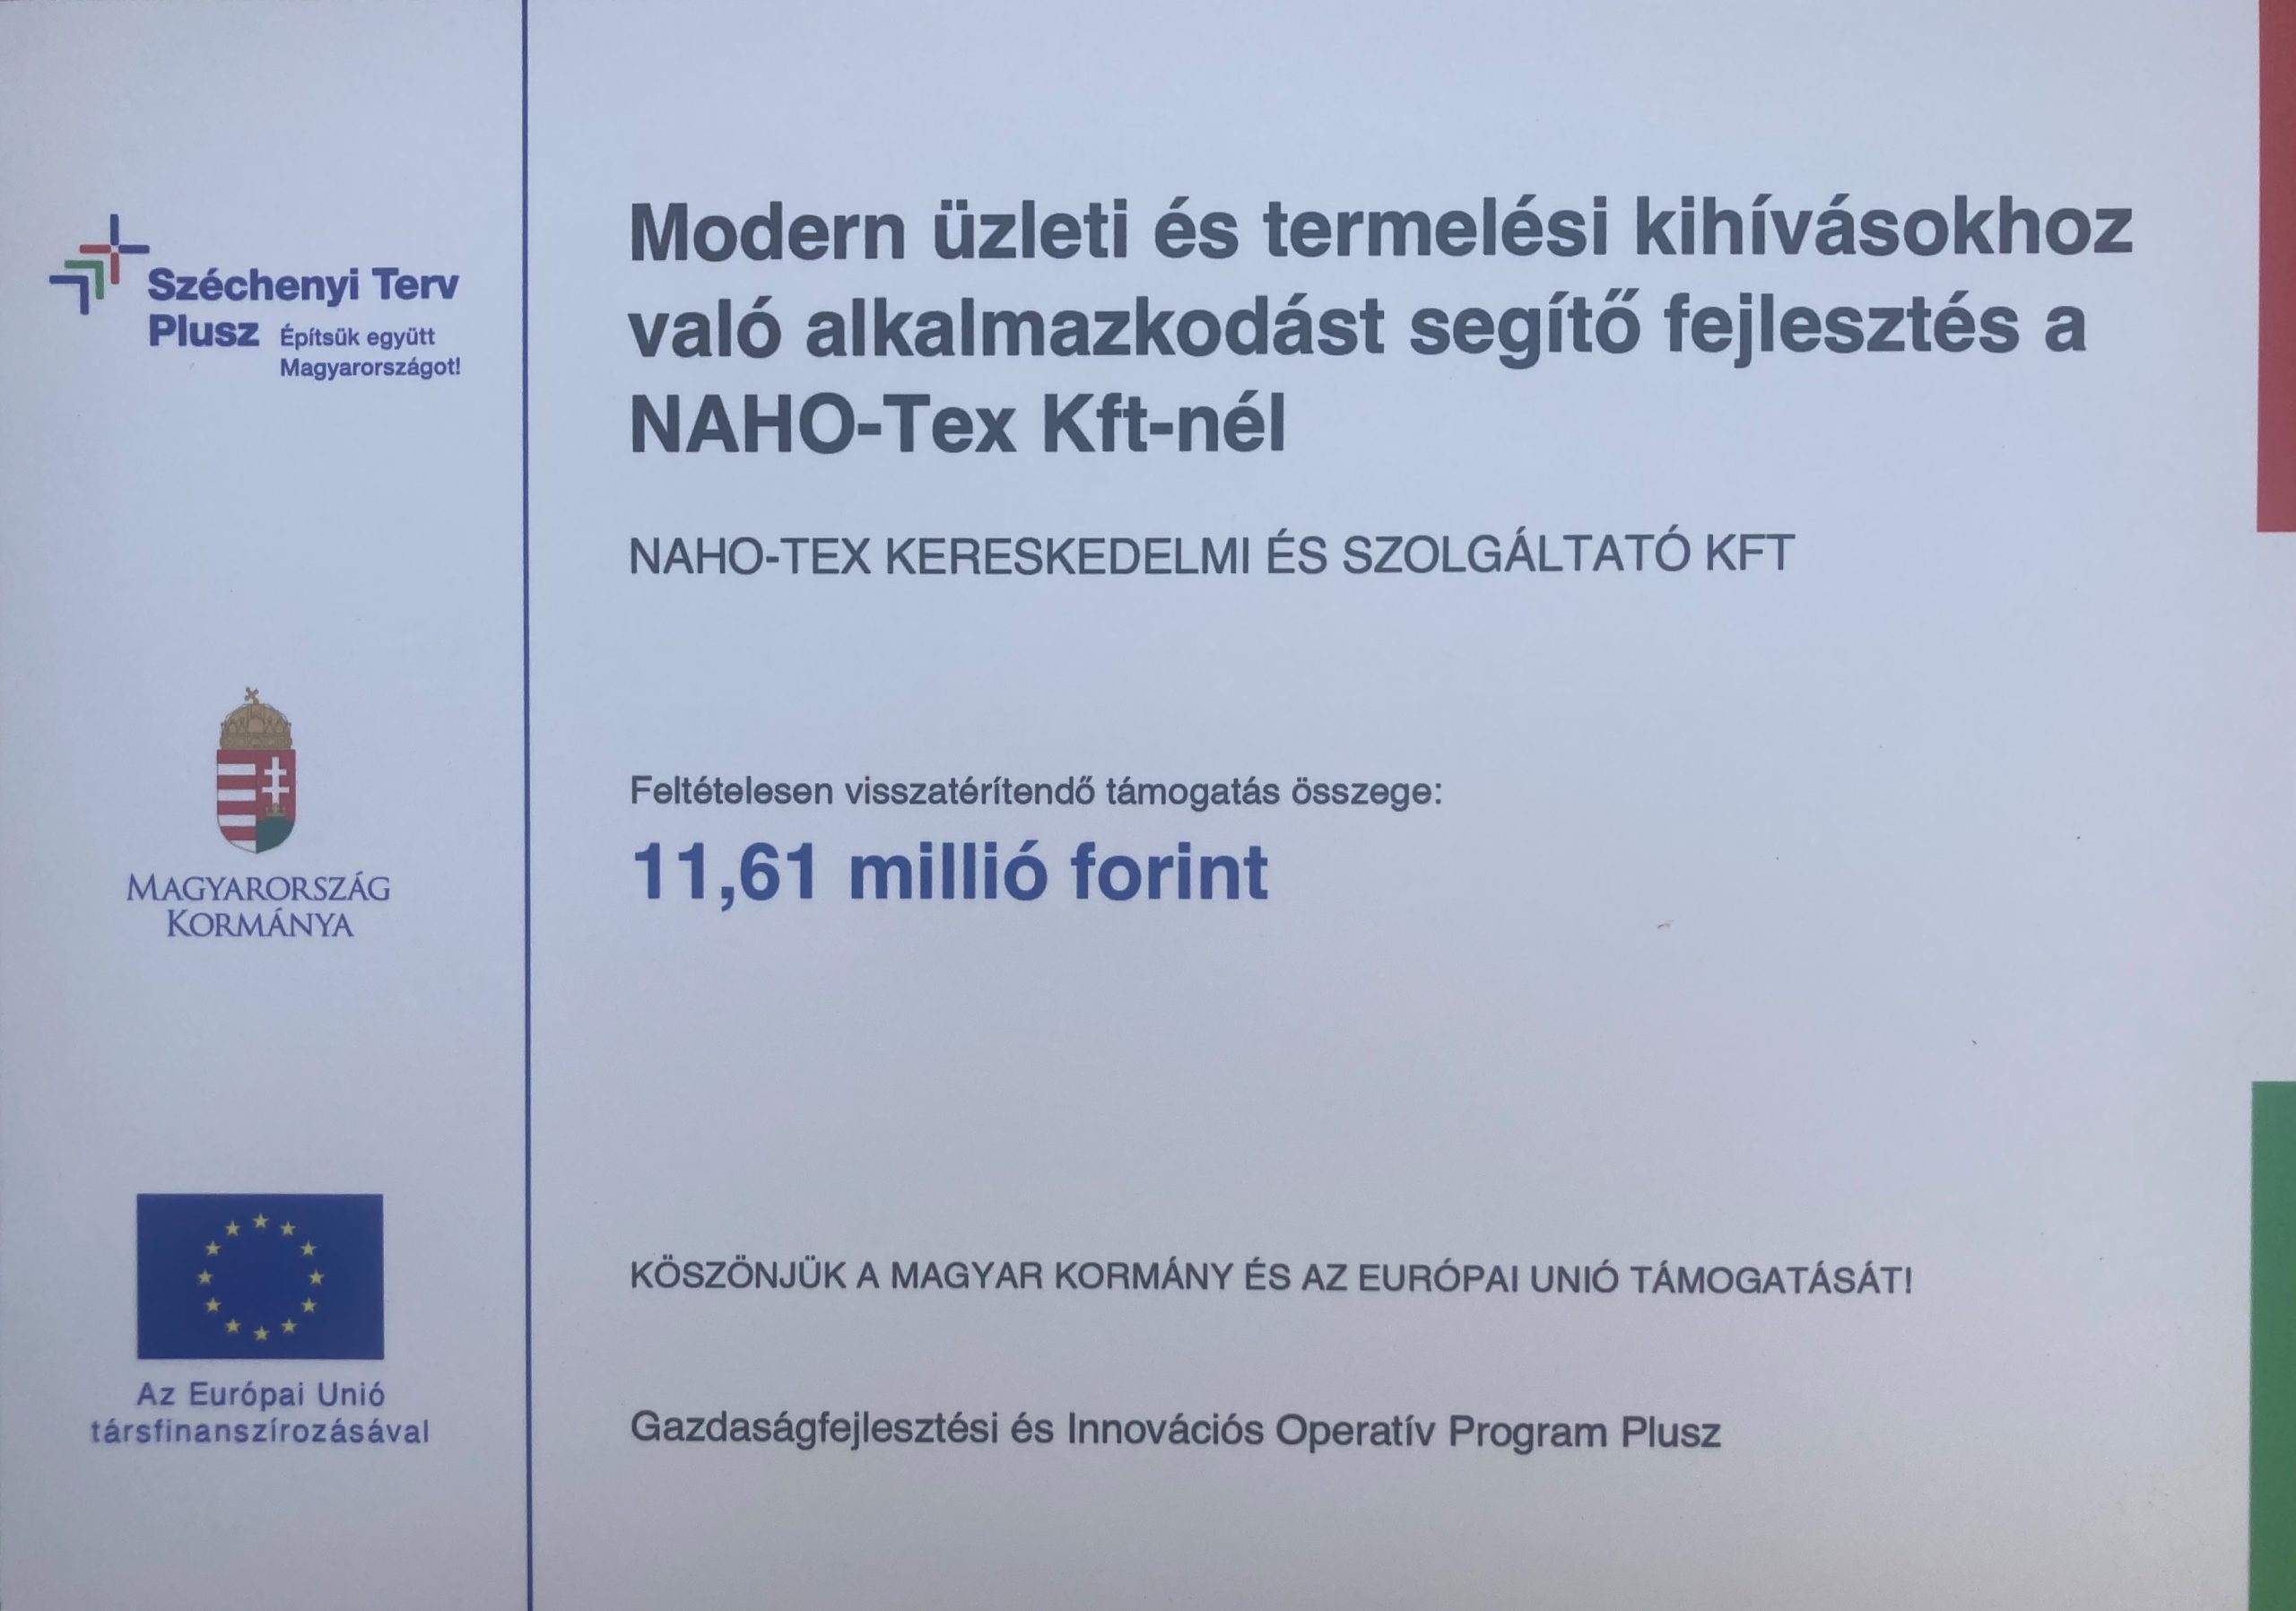 Széchenyi Terv
Plusz Építsük együtt
Magyarországot!
MAGYARORSZÁG
KORMÁNYA
Az Európai Unió
társfinanszírozásával
Modern üzleti és termelési kihívásokhoz
való alkalmazkodást segítő fejlesztés a
NAHO-Tex Kft-nél
NAHO-TEX KERESKEDELMI ÉS SZOLGÁLTATÓ KFT
Feltételesen visszatérítendő támogatás összege:
11,61 millió forint
KÖSZÖNJÜK A MAGYAR KORMÁNY ÉS AZ EURÓPAI UNIÓ TÁMOGATÁSÁT!
Gazdaságfejlesztési és Innovációs Operatív Program Plusz